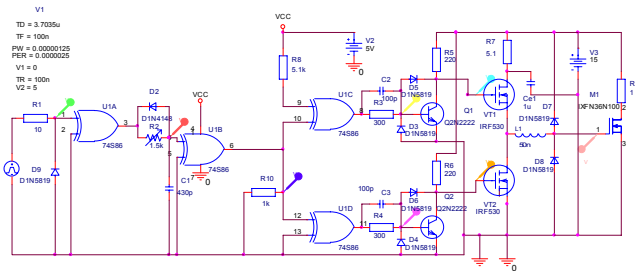 V1
TD = 3.7035u
TF = 100n
PW = 0.00000125
PER = 0.0000025
V1 = 0
TR = 100n
V2 = 5
R1
10
D9
D1N5819
1
2
U1A
3
74S86
D2
D1N4148
R2
1.5k
C1
430p
VCC
4
5
U1B
6
7
74S86
0
VCC
R8
5.1k
V2
5V
0
R10
1k
9
10
U1C
8
74S86
12
13
U1D
11
74S86
C2
100p
R3
300
D3
D1N5819
D5
D1N5819
R5
220
Q1
Q2N2222
100p
C3
R4
300
D4
D1N5819
D6
D1N5819
R6
220
Q2
Q2N2222
R7
5.1
VT1
IRF530
VT2
IRF530
Ce1
1u
L1
50n
D7
D1N5819
D8
D1N5819
V3
15
0
M1
IXFN36N100
R
1
2
1
3